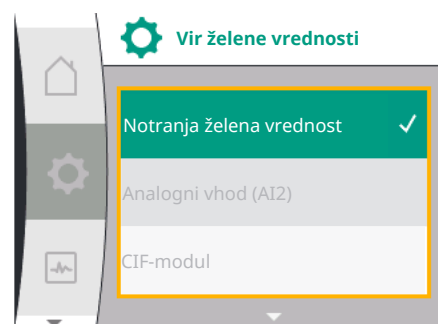 Vir želene vrednosti
Notranja želena vrednost
Analogni vhod (AI2)
CIF-modul